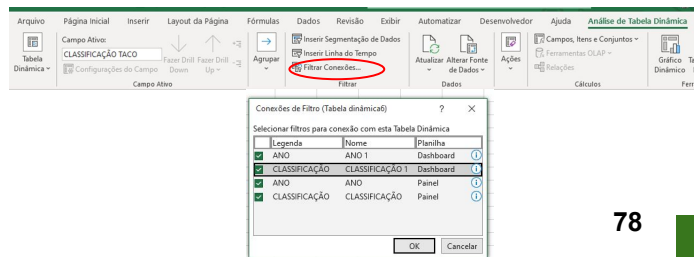 Arquivo Página Inicial Inserir Layout da Página Fórmulas Dados Revisão Exibir Automatizar Desenvolvedor Ajuda Análise de Tabela Dinâmica
Campo Ativo:
CLASSIFICAÇÃO TACO
Configurações do Campo
Tabela
Dinâmica
Fazer Drill Down
Fazer Drill Up
Campo Ativo
Agrupar
Inserir Segmentação de Dados
Inserir Linha do Tempo
Filtrar Conexões...
Filtrar
Atualizar
Alterar Fonte de Dados
Dados
Ações
Campos, Itens e Conjuntos
Ferramentas OLAP
Relações
Cálculos
Gráfico
Dinâmico
Conexões de Filtro (Tabela dinâmica6) ? ×
Selecionar filtros para conexão com esta Tabela Dinâmica
Legenda Nome Planilha
ANO ANO 1 Dashboard
CLASSIFICAÇÃO CLASSIFICAÇÃO 1 Dashboard
ANO ANO Painel
CLASSIFICAÇÃO CLASSIFICAÇÃO Painel
OK Cancelar
78